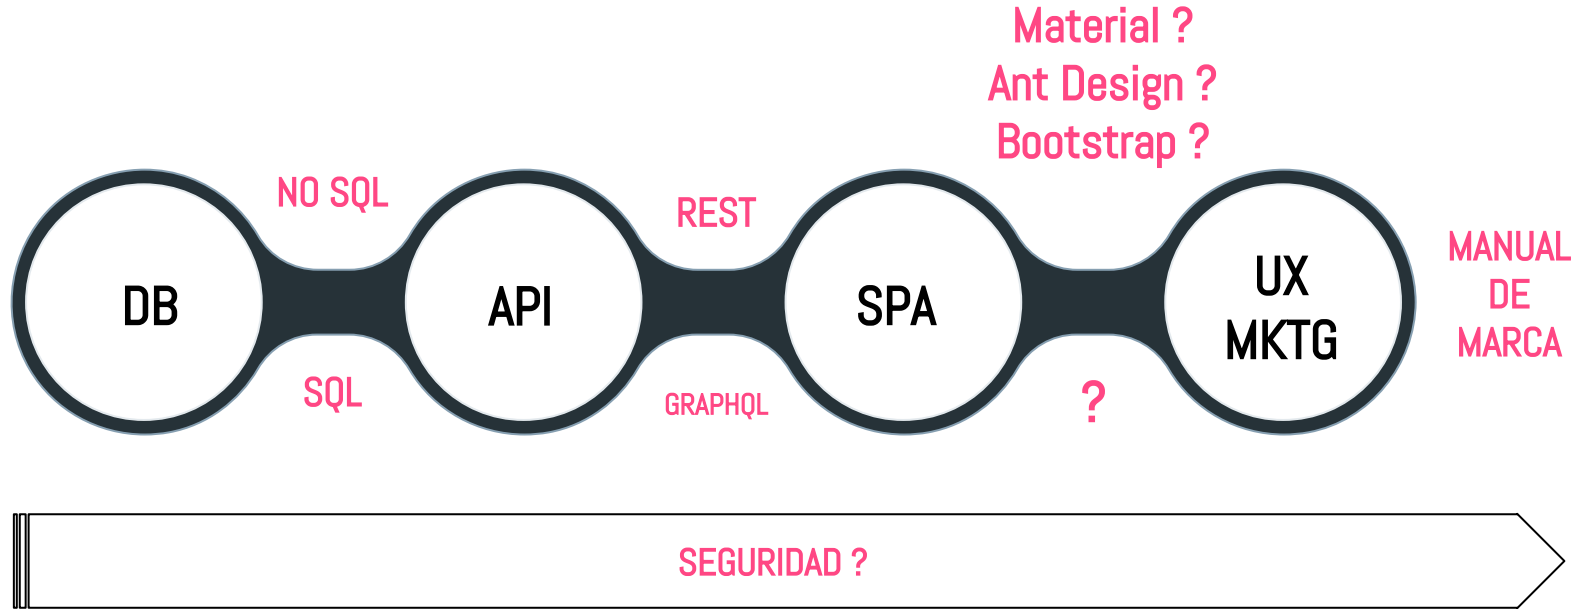 Material ?
Ant Design ?
Bootstrap ?
NO SQL
REST
DB
API
SPA
UX
MKTG
MANUAL
DE
MARCA
SQL
GRAPHQL
?
SEGURIDAD ?